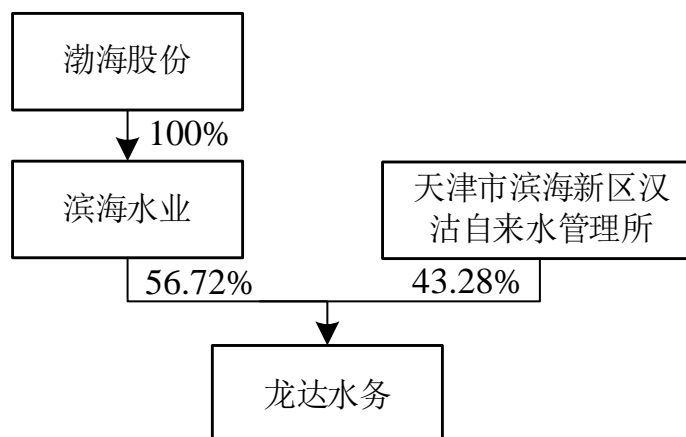 渤海股份
100%
滨海水业
天津市滨海新区汉
沽自来水管理所
56.72%
43.28%
龙达水务